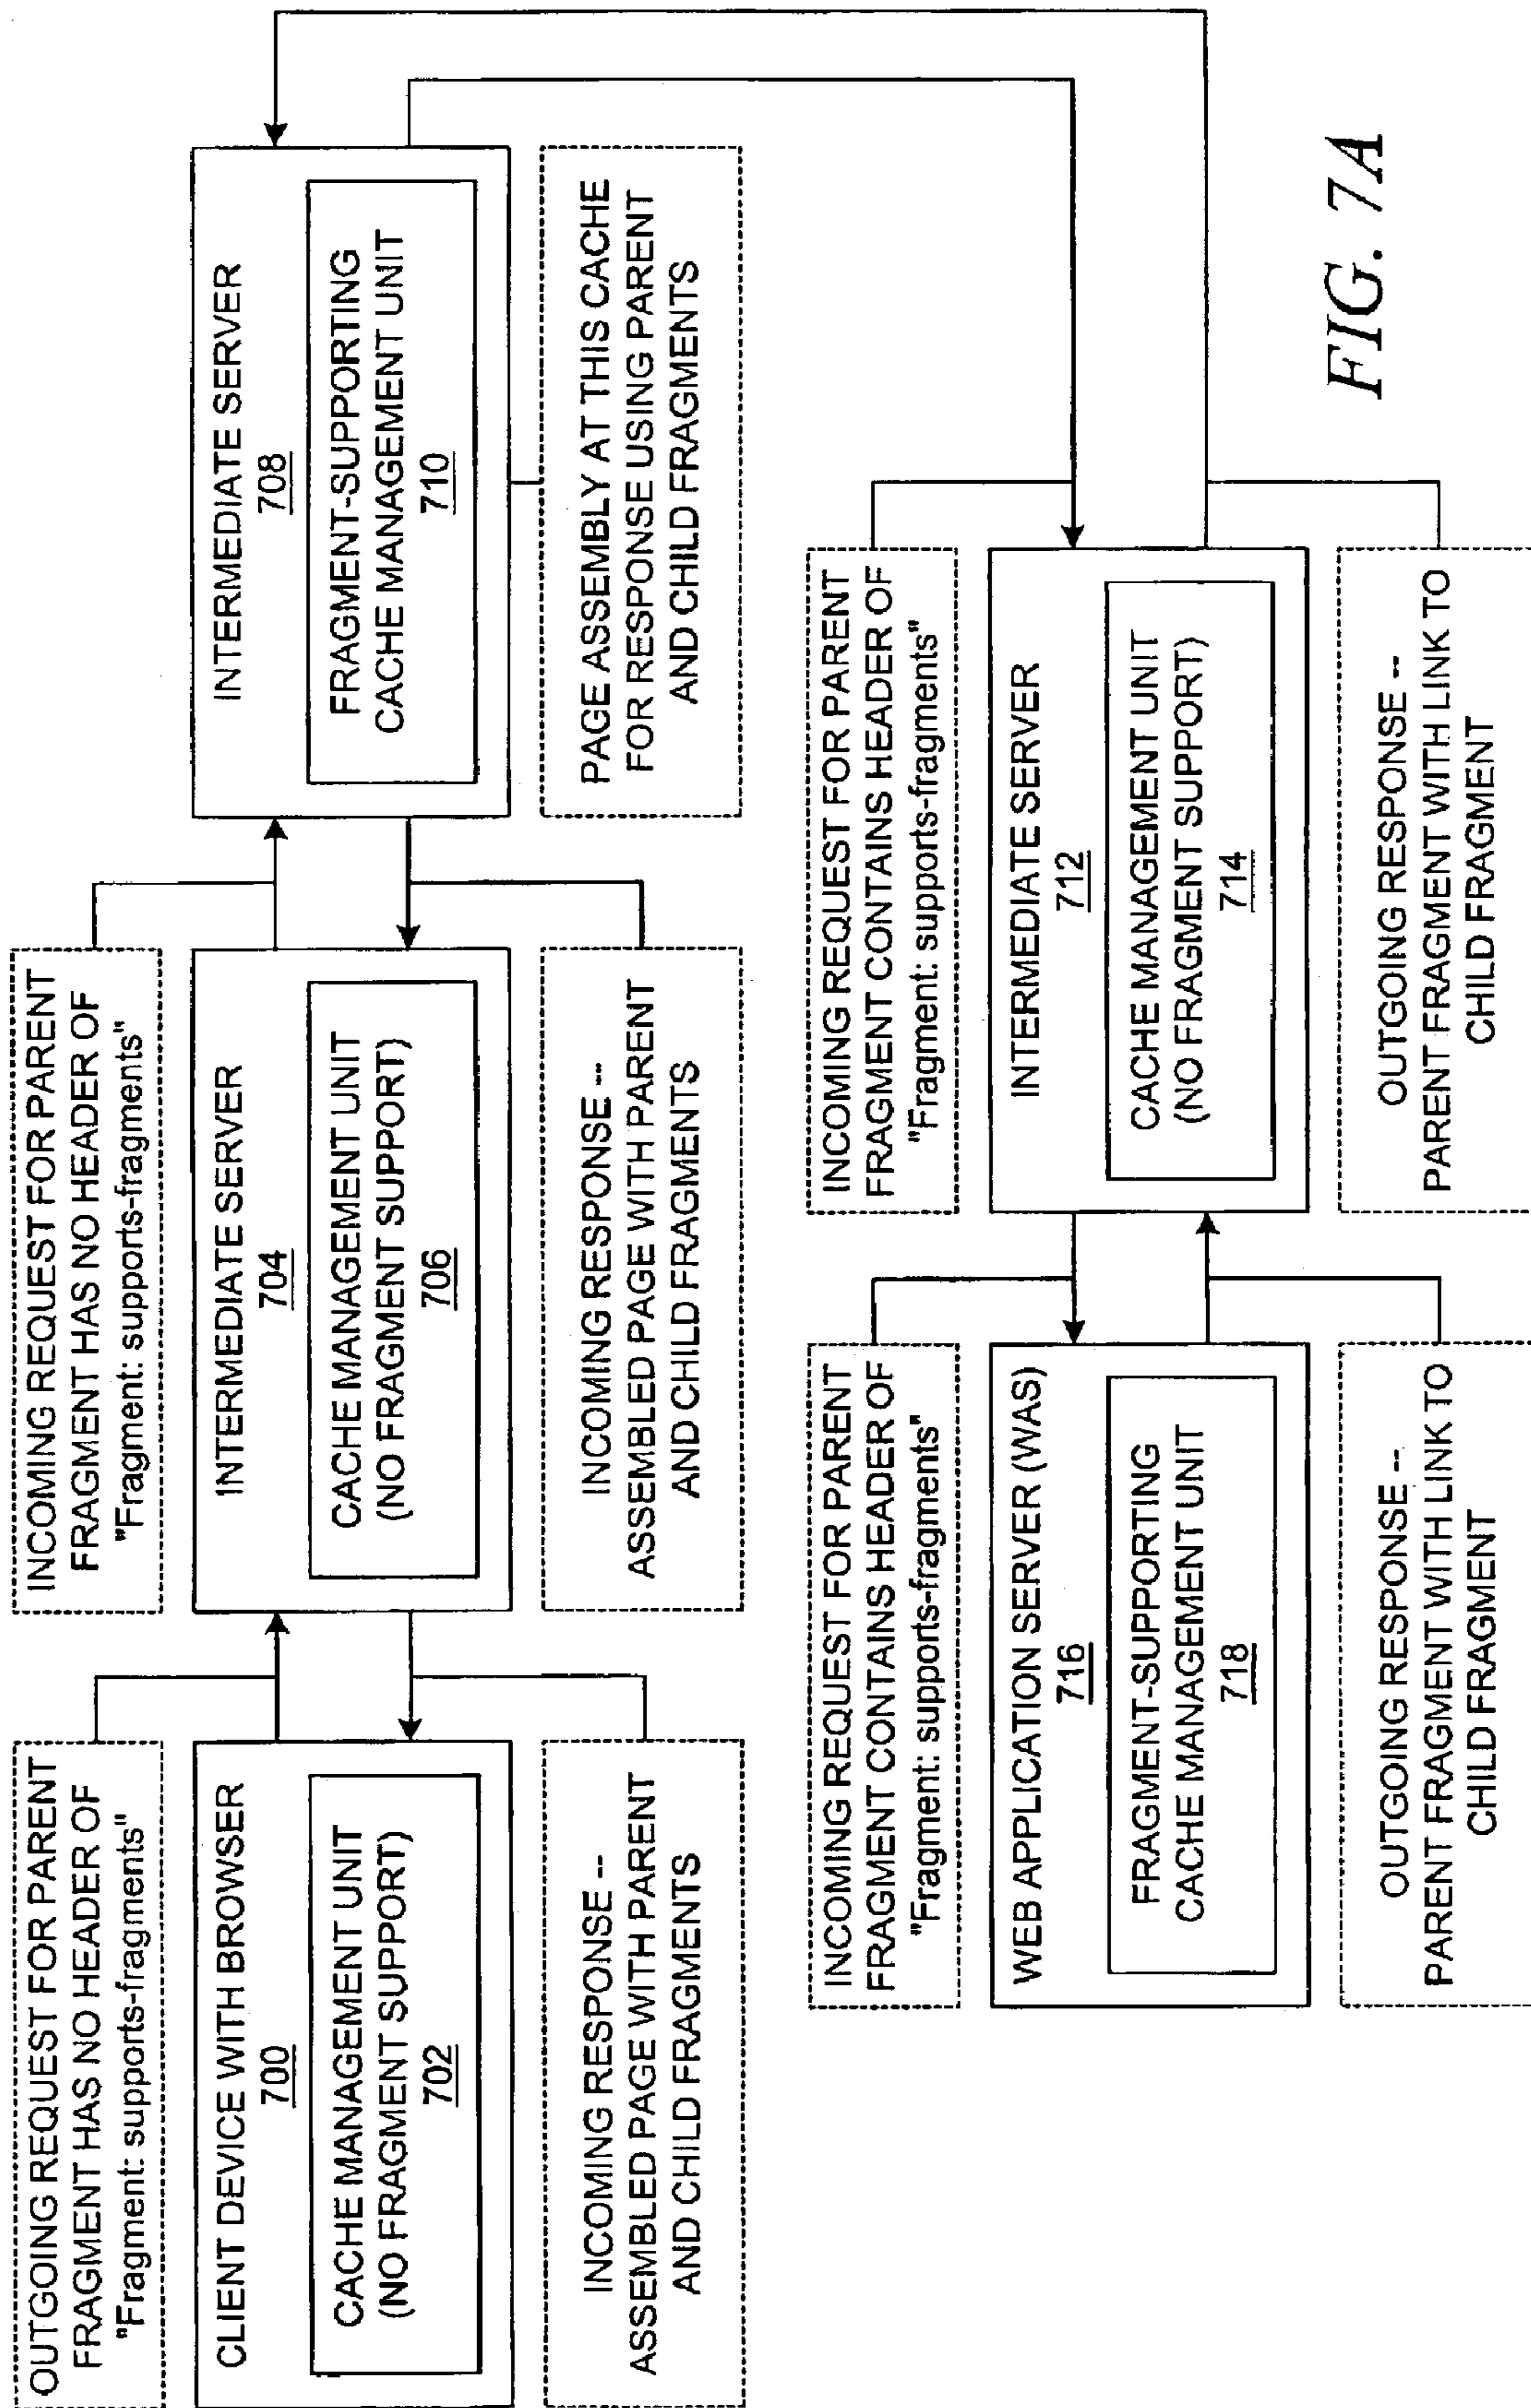 OUTGOING REQUEST FOR PARENT
FRAGMENT HAS NO HEADER OF
"Fragment: supports-fragments"
CLIENT DEVICE WITH BROWSER
700
CACHE MANAGEMENT UNIT
(NO FRAGMENT SUPPORT)
702
INCOMING RESPONSE --
ASSEMBLED PAGE WITH PARENT
AND CHILD FRAGMENTS
INCOMING REQUEST FOR PARENT
FRAGMENT HAS NO HEADER OF
"Fragment: supports-fragments"
INTERMEDIATE SERVER
704
CACHE MANAGEMENT UNIT
(NO FRAGMENT SUPPORT)
706
INCOMING RESPONSE --
ASSEMBLED PAGE WITH PARENT
AND CHILD FRAGMENTS
INTERMEDIATE SERVER
708
FRAGMENT-SUPPORTING
CACHE MANAGEMENT UNIT
710
PAGE ASSEMBLY AT THIS CACHE
FOR RESPONSE USING PARENT
AND CHILD FRAGMENTS
INCOMING REQUEST FOR PARENT
FRAGMENT CONTAINS HEADER OF
"Fragment: supports-fragments"
WEB APPLICATION SERVER (WAS)
716
FRAGMENT-SUPPORTING
CACHE MANAGEMENT UNIT
718
OUTGOING RESPONSE --
PARENT FRAGMENT WITH LINK TO
CHILD FRAGMENT
INCOMING REQUEST FOR PARENT
FRAGMENT CONTAINS HEADER OF
"Fragment: supports-fragments"
INTERMEDIATE SERVER
712
CACHE MANAGEMENT UNIT
(NO FRAGMENT SUPPORT)
714
OUTGOING RESPONSE --
PARENT FRAGMENT WITH LINK TO
CHILD FRAGMENT
FIG. 7A